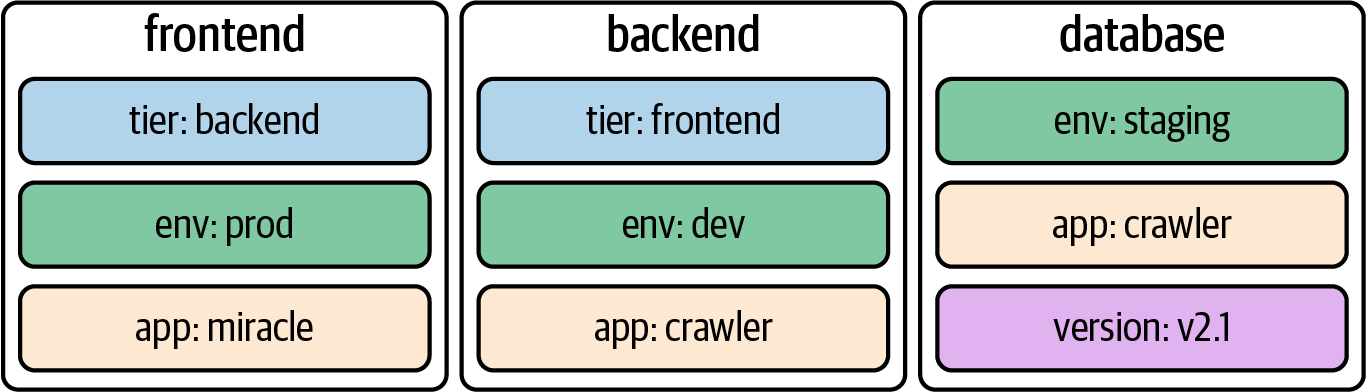 frontend
tier: backend
env: prod
app: miracle
backend
tier: frontend
env: dev
app: crawler
database
env: staging
app: crawler
version: v2.1